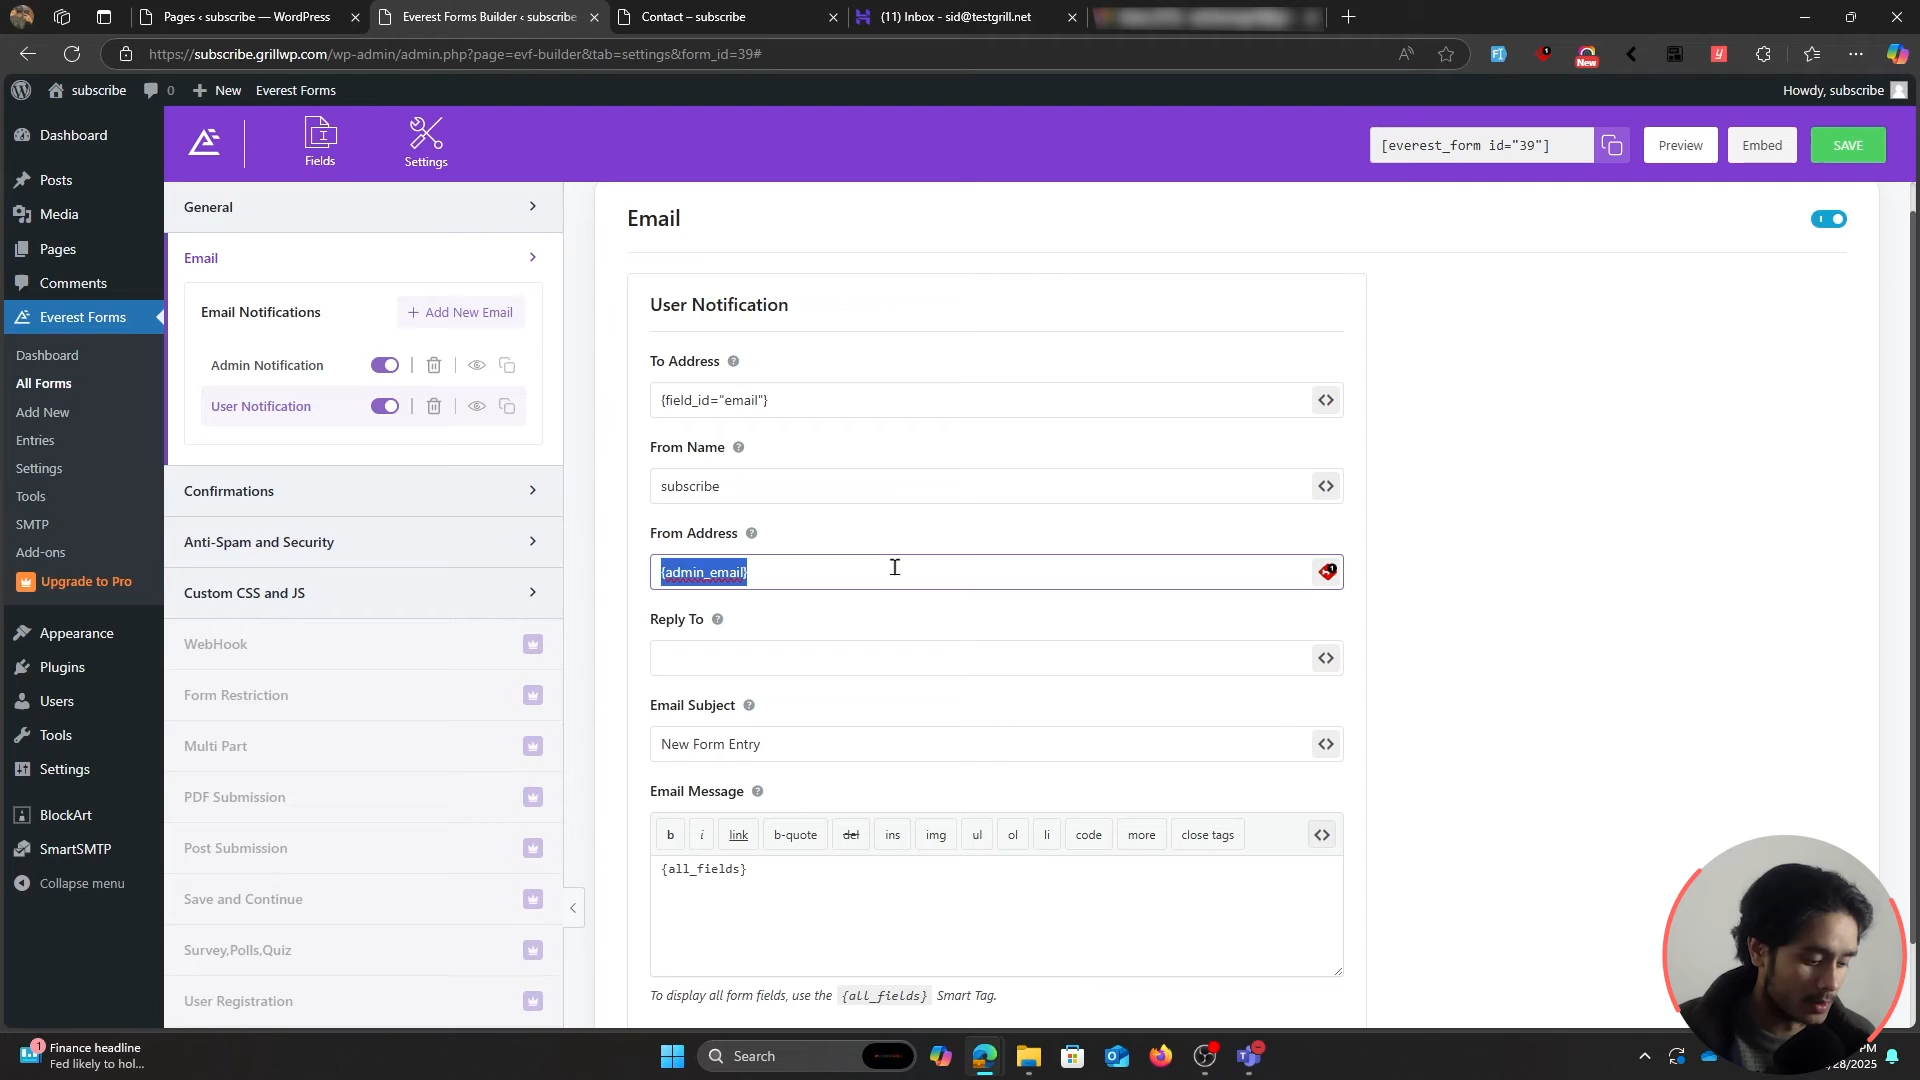 Pages ‹ subscribe — WordPress
Everest Forms Builder ‹ subscribe
Contact – subscribe
(11) Inbox - sid@testgrill.net
https://subscribe.grillwp.com/wp-admin/admin.php?page=evf-builder&tab=settings&form_id=39#
New
subscribe
0
New
Everest Forms
Howdy, subscribe
Dashboard
Posts
Media
Pages
Comments
Everest Forms
Dashboard
All Forms
Add New
Entries
Settings
Tools
SMTP
Add-ons
Upgrade to Pro
Appearance
Plugins
Users
Tools
Settings
BlockArt
SmartSMTP
Collapse menu
Fields
Settings
[everest_form id="39"]
Preview
Embed
SAVE
General
Email
Email Notifications
+ Add New Email
Admin Notification
User Notification
Confirmations
Anti-Spam and Security
Custom CSS and JS
WebHook
Form Restriction
Multi Part
PDF Submission
Post Submission
Save and Continue
Survey,Polls,Quiz
User Registration
Email
User Notification
To Address
{field_id="email"}
From Name
subscribe
From Address
{admin_email}
Reply To
Email Subject
New Form Entry
Email Message
b i link b-quote del ins img ul ol li code more close tags
{all_fields}
To display all form fields, use the {all_fields} Smart Tag.
1
Finance headline
Fed likely to hol...
Search
PM
/28/2025